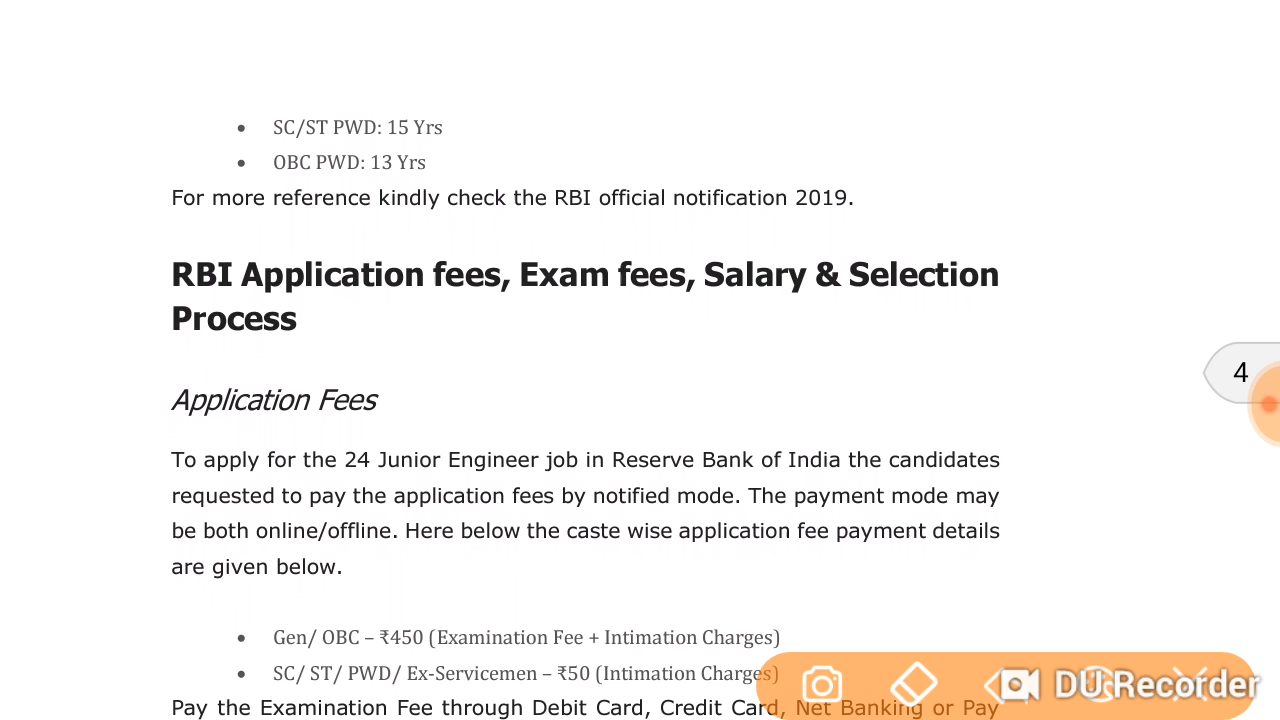 • SC/ST PWD: 15 Yrs
• OBC PWD: 13 Yrs
For more reference kindly check the RBI official notification 2019.
RBI Application fees, Exam fees, Salary & Selection
Process
Application Fees
To apply for the 24 Junior Engineer job in Reserve Bank of India the candidates
requested to pay the application fees by notified mode. The payment mode may
be both online/offline. Here below the caste wise application fee payment details
are given below.
4
• Gen/ OBC – ₹450 (Examination Fee + Intimation Charges)
• SC/ ST/ PWD/ Ex-Servicemen – ₹50 (Intimation Charges)
Pay the Examination Fee through Debit Card, Credit Card, Net Banking or Pay
DU Recorder